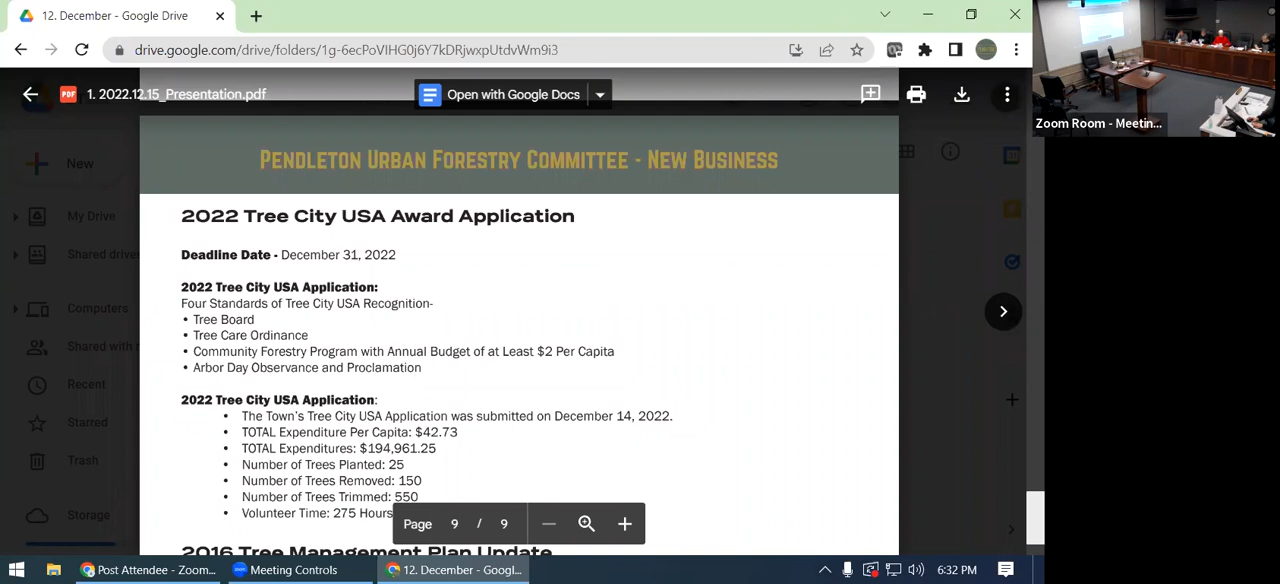 12. December - Google Drive
drive.google.com/drive/folders/1g-6ecPoVIHG0j6Y7kDRjwxpUtdvWm9i3
PDF
1. 2022.12.15_Presentation.pdf
Open with Google Docs
Zoom Room - Meetin...
New
My Drive
Shared drive
Computers
Shared with
Recent
Starred
Trash
Storage
PENDLETON URBAN FORESTRY COMMITTEE - NEW BUSINESS
2022 Tree City USA Award Application
Deadline Date - December 31, 2022
2022 Tree City USA Application:
Four Standards of Tree City USA Recognition-
• Tree Board
• Tree Care Ordinance
• Community Forestry Program with Annual Budget of at Least $2 Per Capita
• Arbor Day Observance and Proclamation
2022 Tree City USA Application:
• The Town's Tree City USA Application was submitted on December 14, 2022.
• TOTAL Expenditure Per Capita: $42.73
• TOTAL Expenditures: $194,961.25
• Number of Trees Planted: 25
• Number of Trees Removed: 150
• Number of Trees Trimmed: 550
• Volunteer Time: 275 Hours
Page 9 / 9
2016 Tree Management Plan Update
Post Attendee - Zoom...
Meeting Controls
12. December - Googl...
6:32 PM